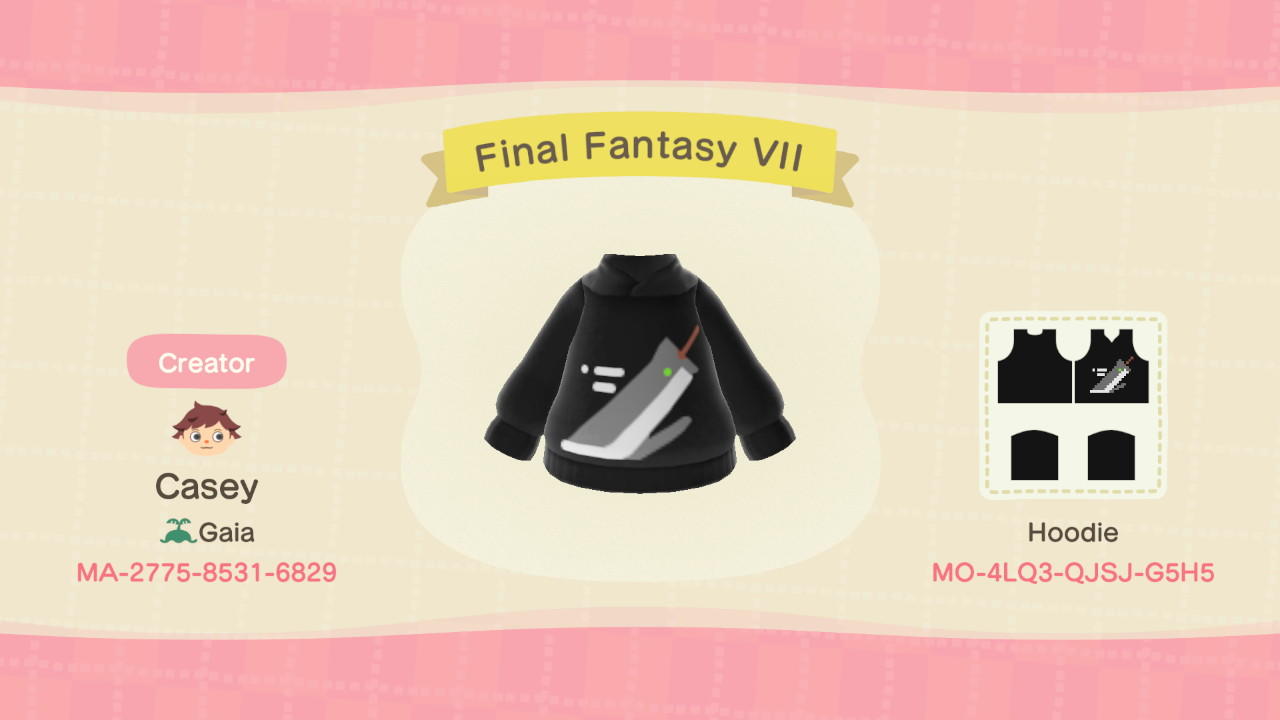 Final Fantasy VII
Creator
Casey
Gaia
MA-2775-8531-6829
Hoodie
MO-4LQ3-QJSJ-G5H5